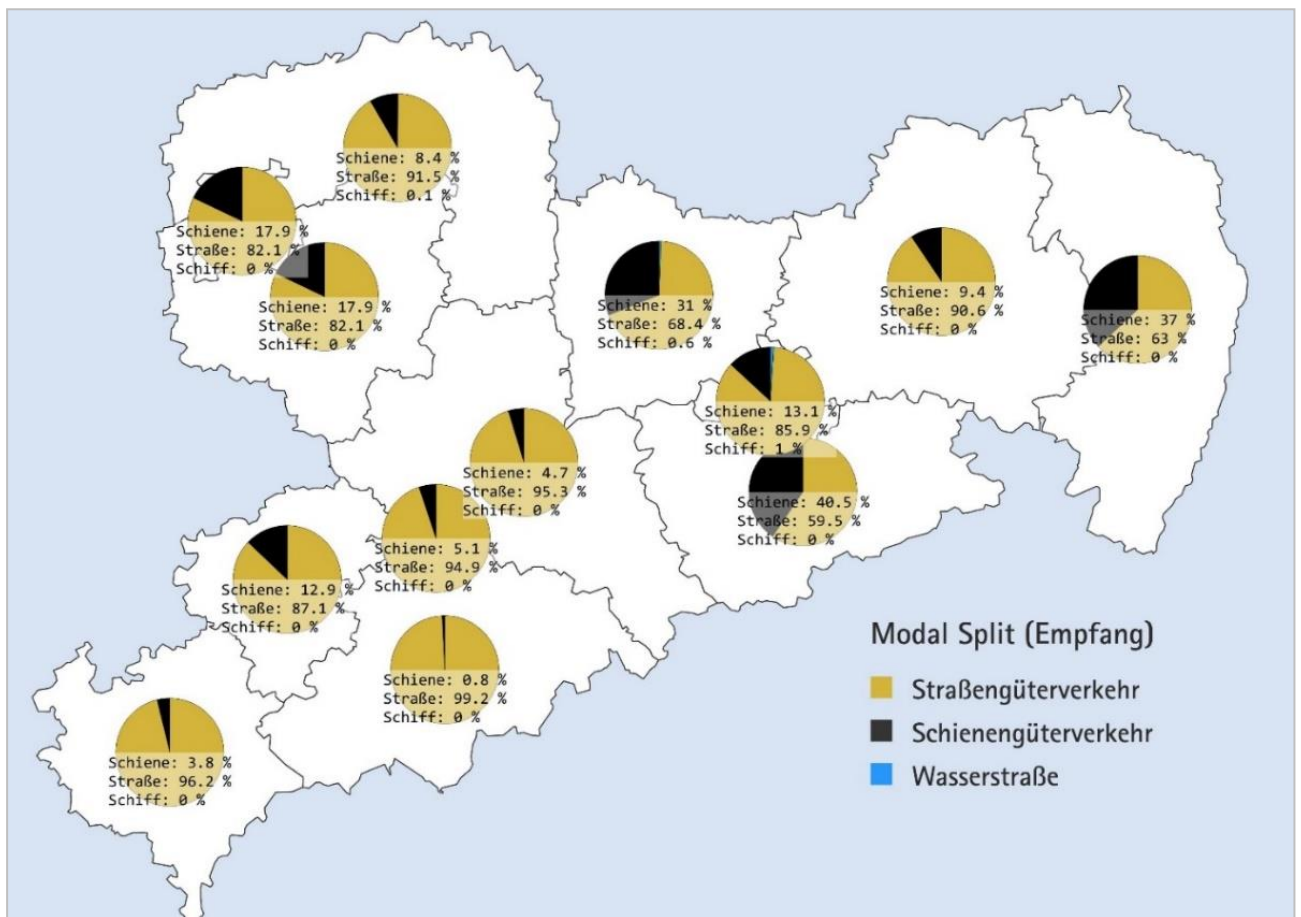 Schiene: 8.4 %
Straße: 91.5 %
Schiff: 0.1 %
Schiene: 17.9 %
Straße: 82.1 %
Schiff: 0 %
Schiene: 17.9 %
Straße: 82.1 %
Schiff: 0 %
Schiene: 31 %
Straße: 68.4 %
Schiff: 0.6 %
Schiene: 9.4 %
Straße: 90.6 %
Schiff: 0 %
Schiene: 37 %
Straße: 63 %
Schiff: 0 %
Schiene: 13.1 %
Straße: 85.9 %
Schiff: 1 %
Schiene: 4.7 %
Straße: 95.3 %
Schiff: 0 %
Schiene: 40.5 %
Straße: 59.5 %
Schiff: 0 %
Schiene: 5.1 %
Straße: 94.9 %
Schiff: 0 %
Schiene: 12.9 %
Straße: 87.1 %
Schiff: 0 %
Schiene: 0.8 %
Straße: 99.2 %
Schiff: 0 %
Schiene: 3.8 %
Straße: 96.2 %
Schiff: 0 %
Modal Split (Empfang)
Straßengüterverkehr
Schienengüterverkehr
Wasserstraße